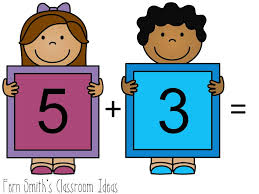 5 + 3 =
Fern Smith's Classroom Ideas